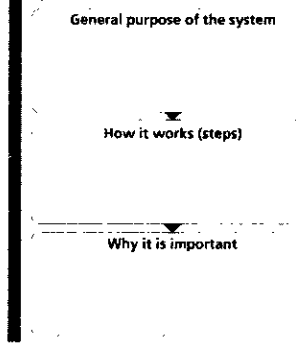 General purpose of the system
How it works (steps)
Why it is important